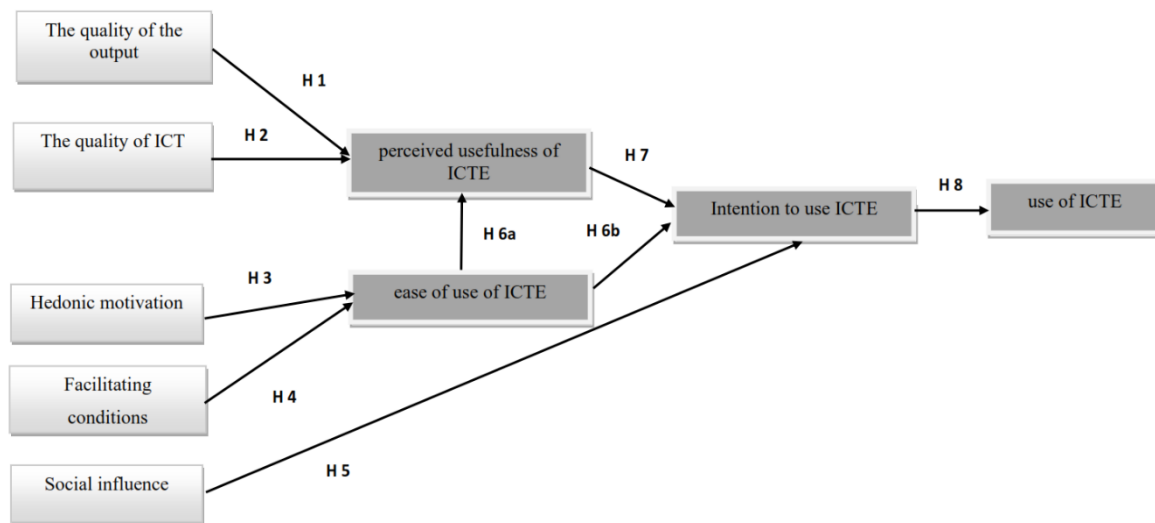 The quality of the
output
H 1
The quality of ICT
H 2
perceived usefulness of
ICTE
H 7
Intention to use ICTE
H 8
use of ICTE
H 6a
H 6b
Hedonic motivation
H 3
ease of use of ICTE
Facilitating
conditions
H 4
Social influence
H 5